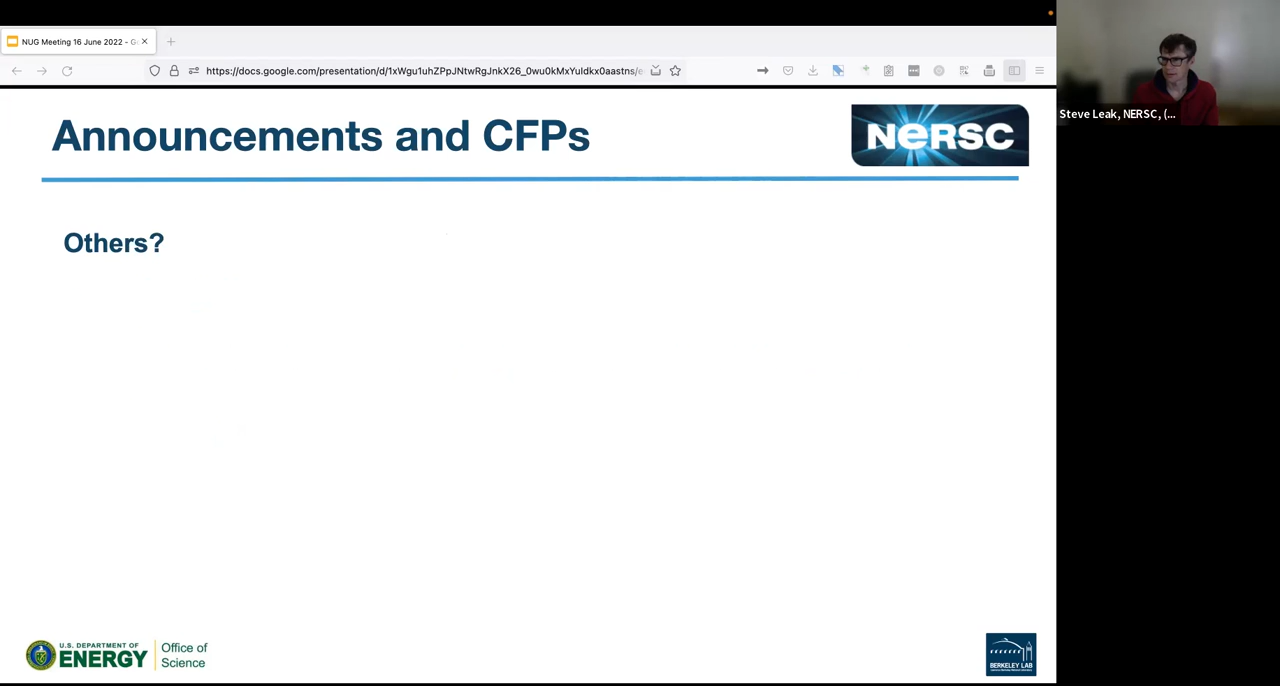 NUG Meeting 16 June 2022 - G
https://docs.google.com/presentation/d/1xWgu1uhZPpJNtwRgJnkX26_0wu0kMxYuIdkx0aastns/e
Steve Leak, NERSC, (...
Announcements and CFPs
NeRSC
Others?
U.S. DEPARTMENT OF
ENERGY
Office of
Science
BERKELEY LAB